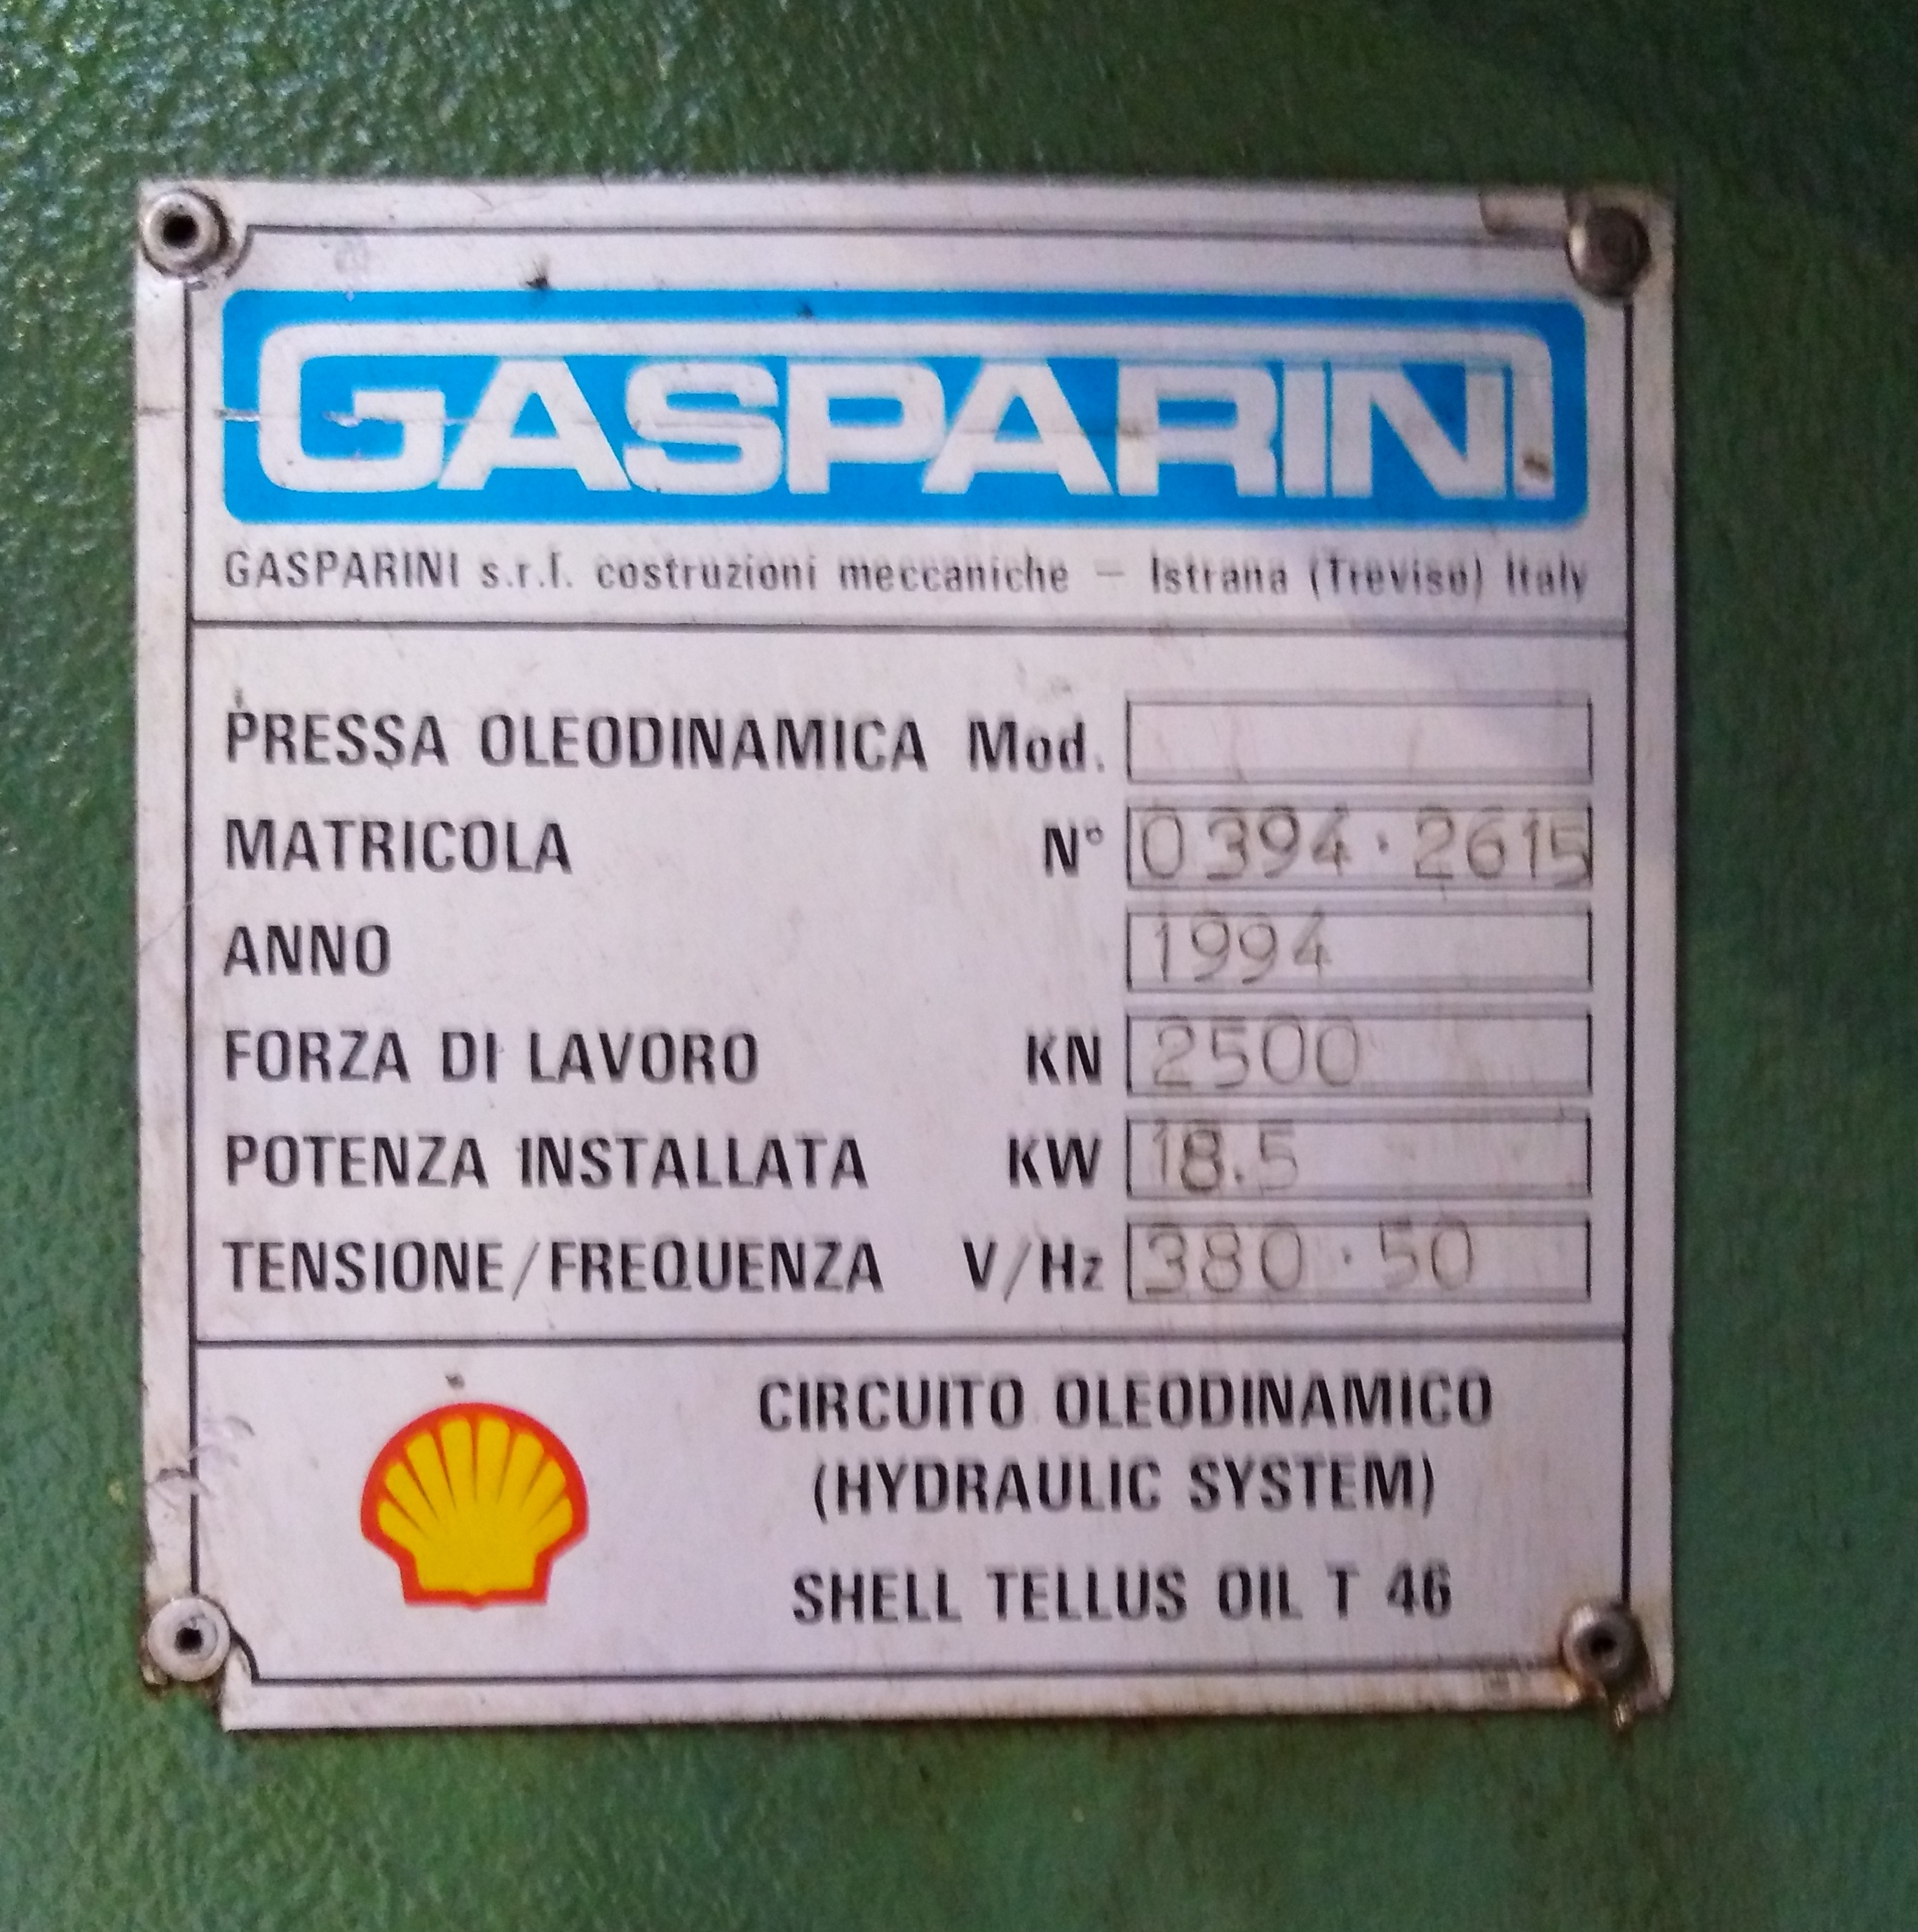 GASPARINI
GASPARINI s.r.l. costruzioni meccaniche – Istrana (Treviso) Italy
PRESSA OLEODINAMICA Mod.
MATRICOLA N° 0394·2615
ANNO 1994
FORZA DI LAVORO KN 2500
POTENZA INSTALLATA KW 18.5
TENSIONE/FREQUENZA V/Hz 380·50
CIRCUITO OLEODINAMICO
(HYDRAULIC SYSTEM)
SHELL TELLUS OIL T 46